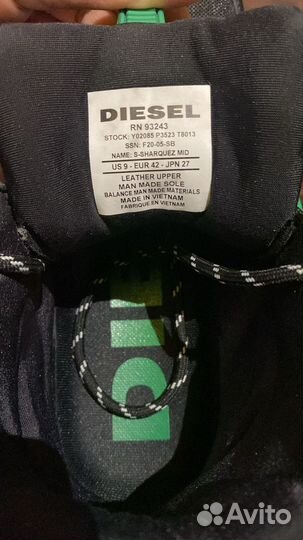 DIESEL
RN 93243
STOCK: Y02085 P3523 T8013
SSN: F20-05-SB
NAME: S-SHARQUEZ MID
US 9 - EUR 42 - JPN 27
LEATHER UPPER
MAN MADE SOLE
BALANCE MAN MADE MATERIALS
MADE IN VIETNAM
FABRIQUE EN VIETNAM
Avito